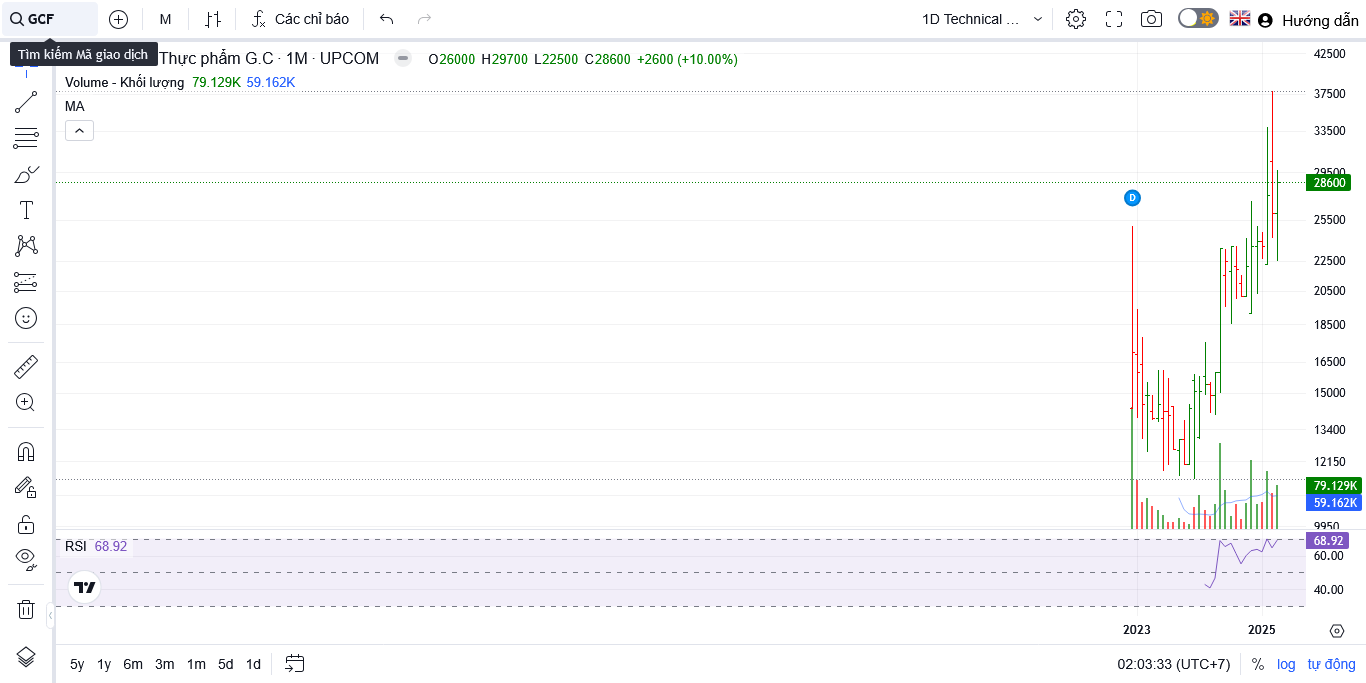 GCF
M
Các chỉ báo
1D Technical ...
Hướng dẫn
Tìm kiếm Mã giao dịch
Thực phẩm G.C · 1M · UPCOM
O26000 H29700 L22500 C28600 +2600 (+10.00%)
Volume - Khối lượng 79.129K 59.162K
MA
42500
37500
33500
29500
28600
D
25500
22500
20500
18500
16500
15000
13400
12150
79.129K
59.162K
9950
RSI 68.92
68.92
60.00
40.00
2023
2025
5y 1y 6m 3m 1m 5d 1d
02:03:33 (UTC+7)
% log tự động